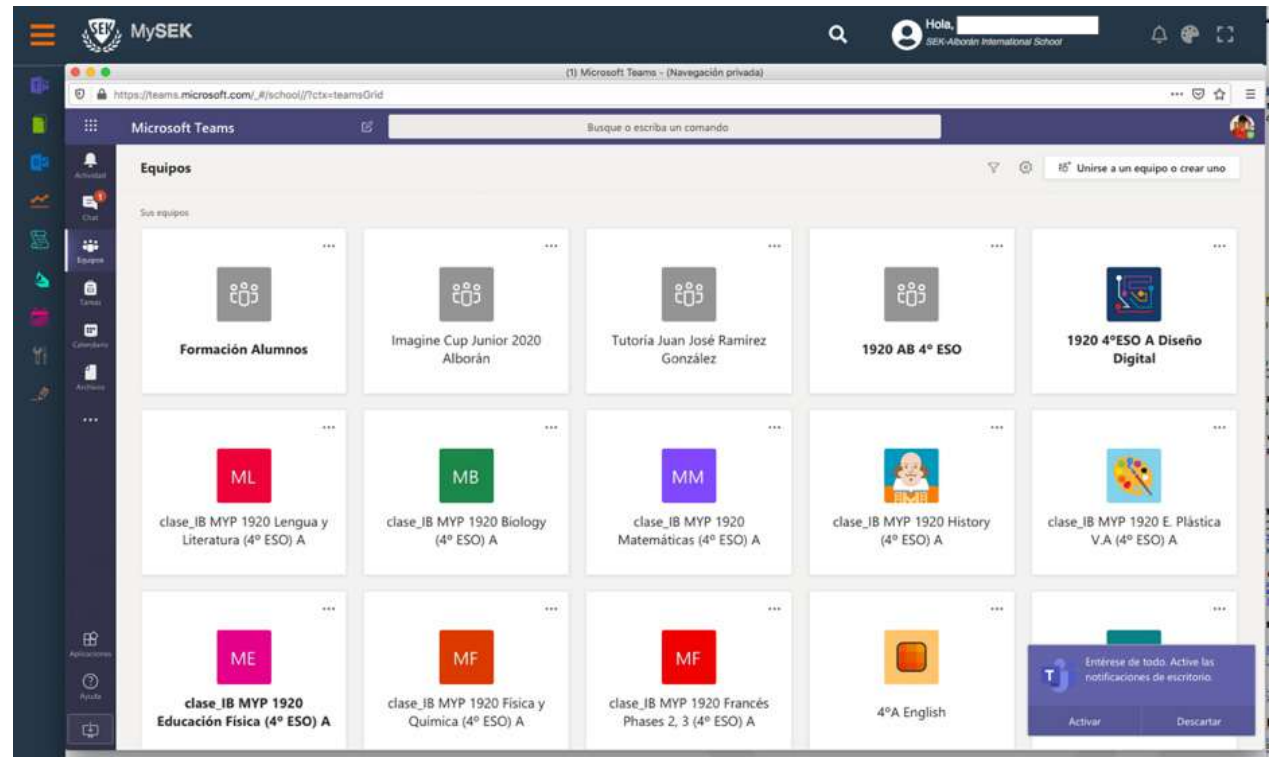 SEK
MySEK
Hola,
SEK-Alborán International School
(1) Microsoft Teams - (Navegación privada)
https://teams.microsoft.com/_#/school//?ctx=teamsGrid
Microsoft Teams
Busque o escriba un comando
Actividad
Chat
1
Equipos
Tareas
Calendario
Archivos
Aplicaciones
Ayuda
Equipos
Unirse a un equipo o crear uno
Sus equipos
Formación Alumnos
Imagine Cup Junior 2020
Alborán
Tutoría Juan José Ramírez
González
1920 AB 4º ESO
1920 4ºESO A Diseño
Digital
ML
clase_IB MYP 1920 Lengua y
Literatura (4º ESO) A
MB
clase_IB MYP 1920 Biology
(4º ESO) A
MM
clase_IB MYP 1920
Matemáticas (4º ESO) A
clase_IB MYP 1920 History
(4º ESO) A
clase_IB MYP 1920 E. Plástica
V.A (4º ESO) A
ME
clase_IB MYP 1920
Educación Física (4º ESO) A
MF
clase_IB MYP 1920 Física y
Química (4º ESO) A
MF
clase_IB MYP 1920 Francés
Phases 2, 3 (4º ESO) A
4ºA English
T
Entérese de todo. Active las
notificaciones de escritorio.
Activar
Descartar